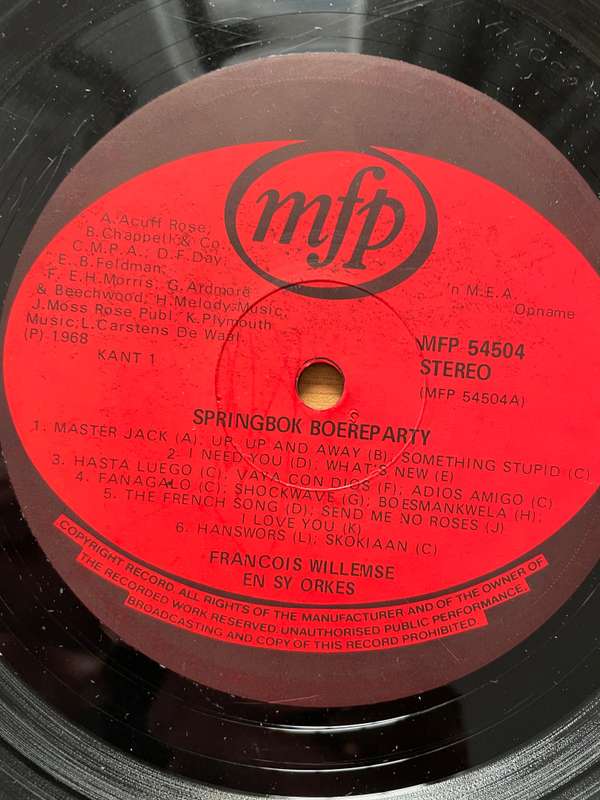 mfp
A.Acuff Rose;
B.Chappell & Co.
C.M.P.A.; D.F.Day;
E. B.Feldman;
F. E.H.Morris; G.Ardmore
& Beechwood; H.Melody Music;
J.Moss Rose Publ. K.Plymouth
Music;L.Carstens De Waal.
(P) 1968
KANT 1
'n M.E.A.
Opname
MFP 54504
STEREO
(MFP 54504A)
SPRINGBOK BOEREPARTY
1. MASTER JACK (A); UP, UP AND AWAY (B); SOMETHING STUPID (C)
2- I NEED YOU (D); WHAT'S NEW (E)
3. HASTA LUEGO (C); VAYA CON DIOS (F); ADIOS AMIGO (C)
4. FANAGALO (C); SHOCKWAVE (G); BOESMANKWELA (H);
5. THE FRENCH SONG (D); SEND ME NO ROSES (J)
I LOVE YOU (K)
6. HANSWORS (L); SKOKIAAN (C)
FRANCOIS WILLEMSE
EN SY ORKES
COPYRIGHT RECORD. ALL RIGHTS OF THE MANUFACTURER AND OF THE OWNER OF
THE RECORDED WORK RESERVED. UNAUTHORISED PUBLIC PERFORMANCE,
BROADCASTING AND COPY OF THIS RECORD PROHIBITED.